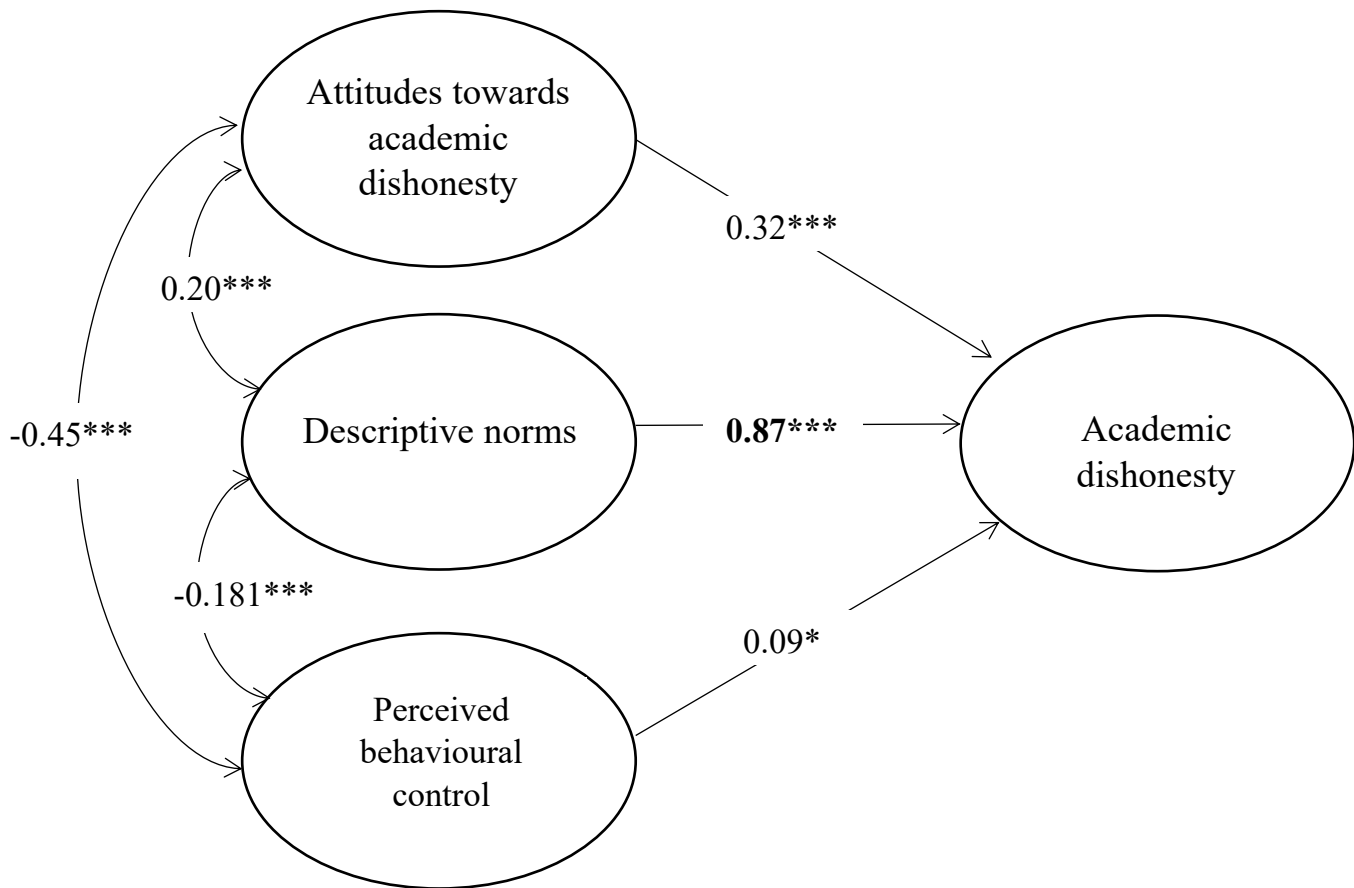 Attitudes towards
academic
dishonesty
0.32***
0.20***
Descriptive norms
0.87***
-0.45***
Academic
dishonesty
-0.181***
0.09*
Perceived
behavioural
control